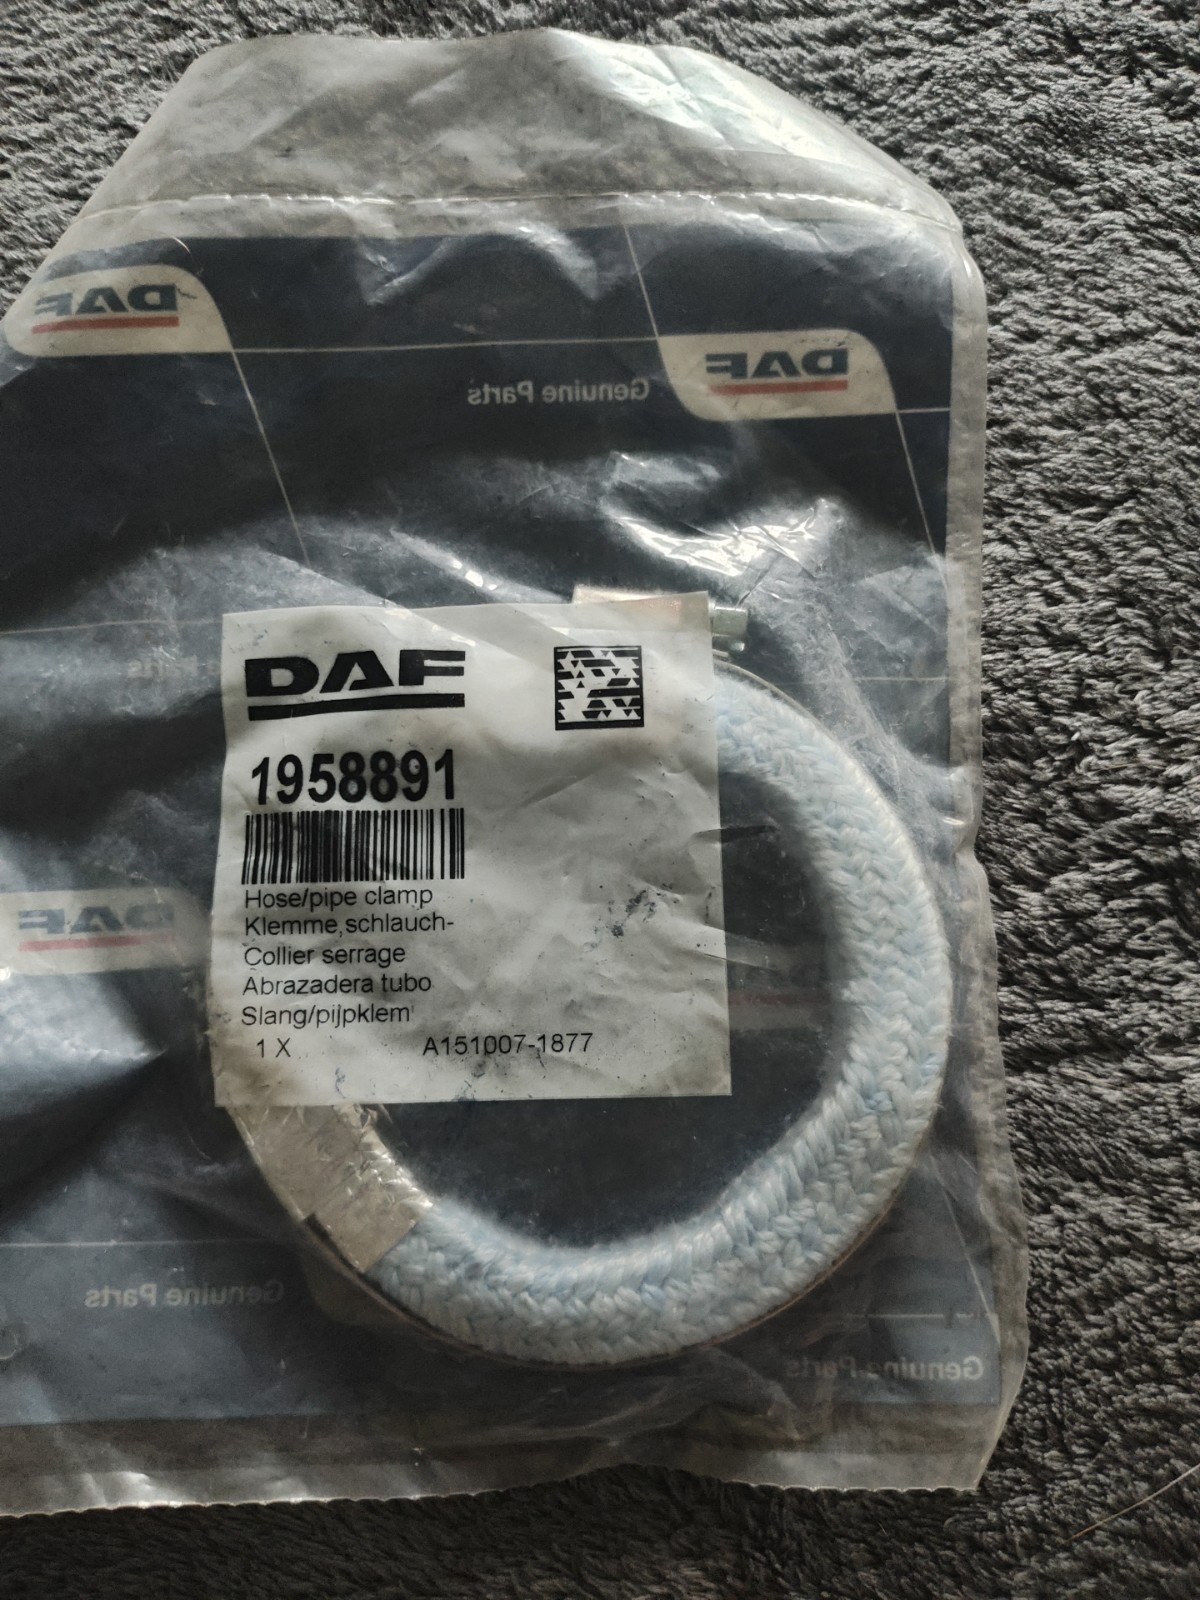 DAF
DAF
Genuine Parts
Parts
DAF
1958891
Hose/pipe clamp
Klemme,schlauch-
Collier serrage
Abrazadera tubo
Slang/pijpklem
1 X A151007-1877
DAF
Genuine Parts
Genuine Parts